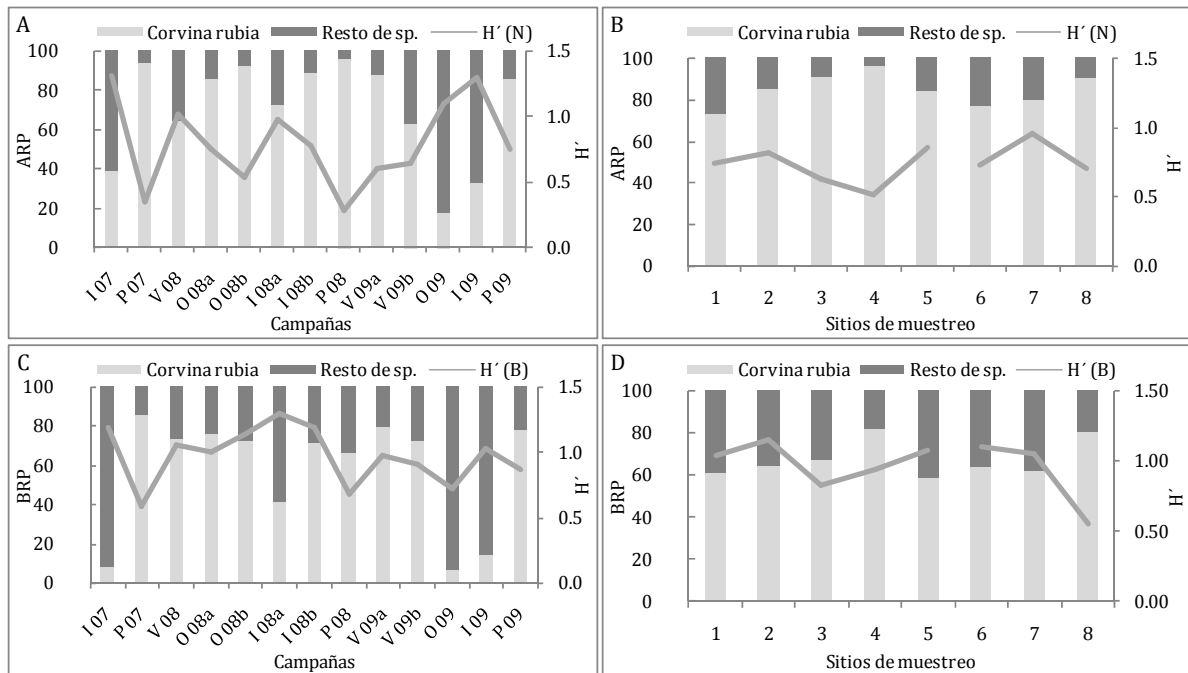 A
Corvina rubia Resto de sp. H´ (N)
100
80
60
40
20
0
ARP
1.5
1.0
0.5
0.0
H´
I 07 P 07 V 08 O 08a O 08b I 08a I 08b P 08 V 09a V 09b O 09 I 09 P 09
Campañas
B
Corvina rubia Resto de sp. H´ (N)
100
80
60
40
20
0
ARP
1.5
1.0
0.5
0.0
H´
1 2 3 4 5 6 7 8
Sitios de muestreo
C
Corvina rubia Resto de sp. H´ (B)
100
80
60
40
20
0
BRP
1.5
1.0
0.5
0.0
H´
I 07 P 07 V 08 O 08a O 08b I 08a I 08b P 08 V 09a V 09b O 09 I 09 P 09
Campañas
D
Corvina rubia Resto de sp. H´ (B)
100
80
60
40
20
0
BRP
1.50
1.00
0.50
0.00
H´
1 2 3 4 5 6 7 8
Sitios de muestreo